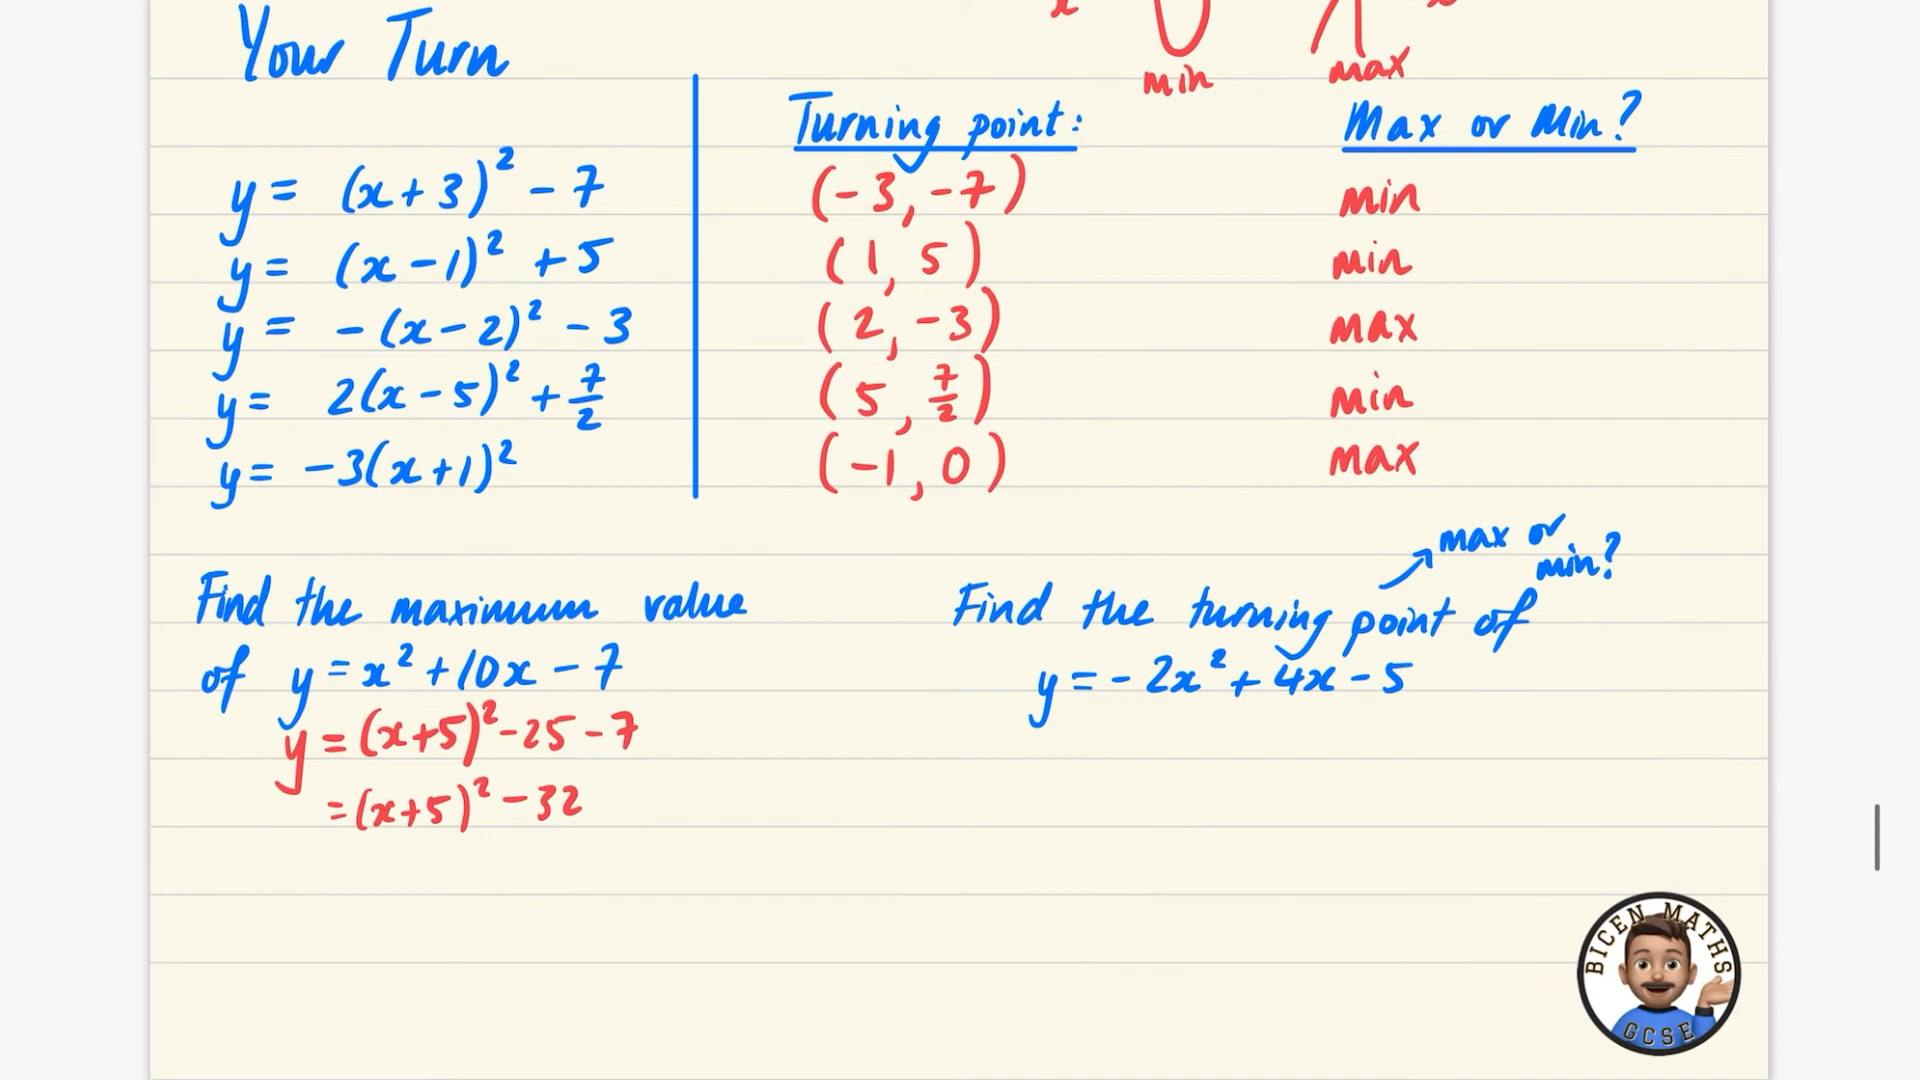 x x
min max
Your Turn
Turning point: Max or Min?
y = (x+3)² - 7 (-3, -7) min
y = (x-1)² + 5 (1, 5) min
y = -(x-2)² - 3 (2, -3) max
y = 2(x-5)² + 7/2 (5, 7/2) min
y = -3(x+1)² (-1, 0) max
Find the maximum value
of y = x² + 10x - 7
y = (x+5)² - 25 - 7
= (x+5)² - 32
max or
min?
Find the turning point of
y = - 2x² + 4x - 5
BICEN MATHS
GCSE